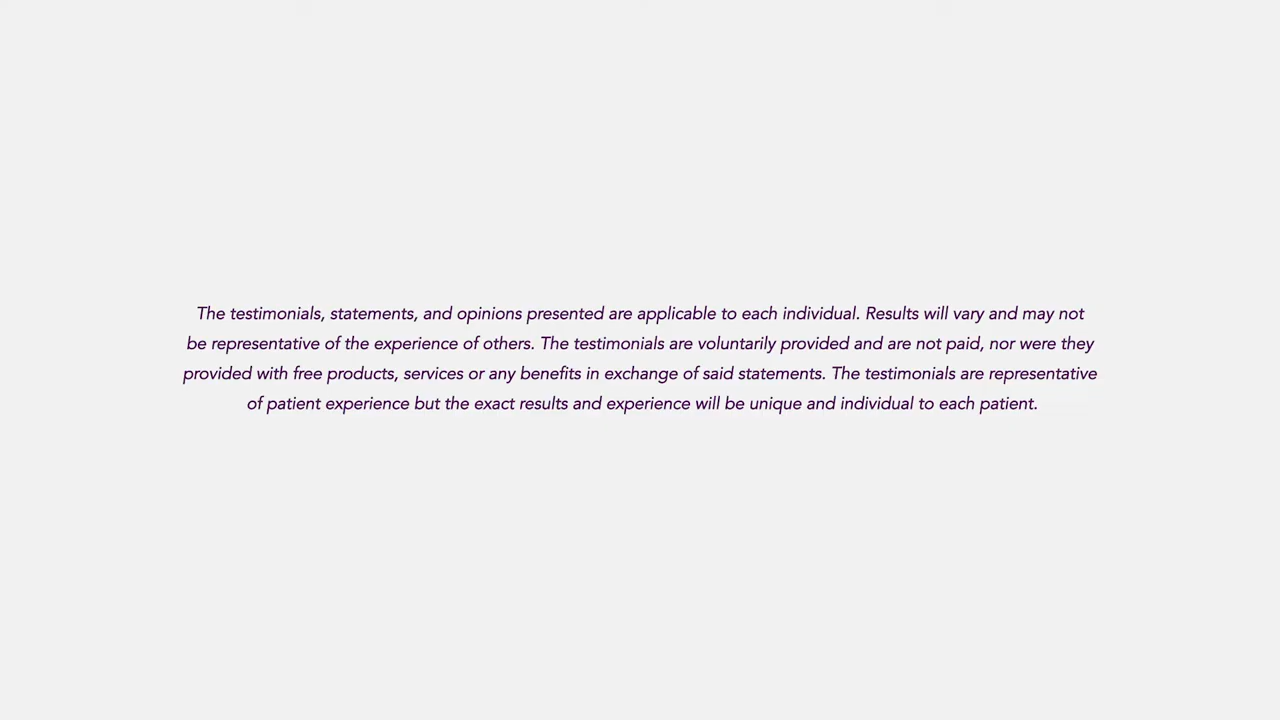 The testimonials, statements, and opinions presented are applicable to each individual. Results will vary and may not
be representative of the experience of others. The testimonials are voluntarily provided and are not paid, nor were they
provided with free products, services or any benefits in exchange of said statements. The testimonials are representative
of patient experience but the exact results and experience will be unique and individual to each patient.